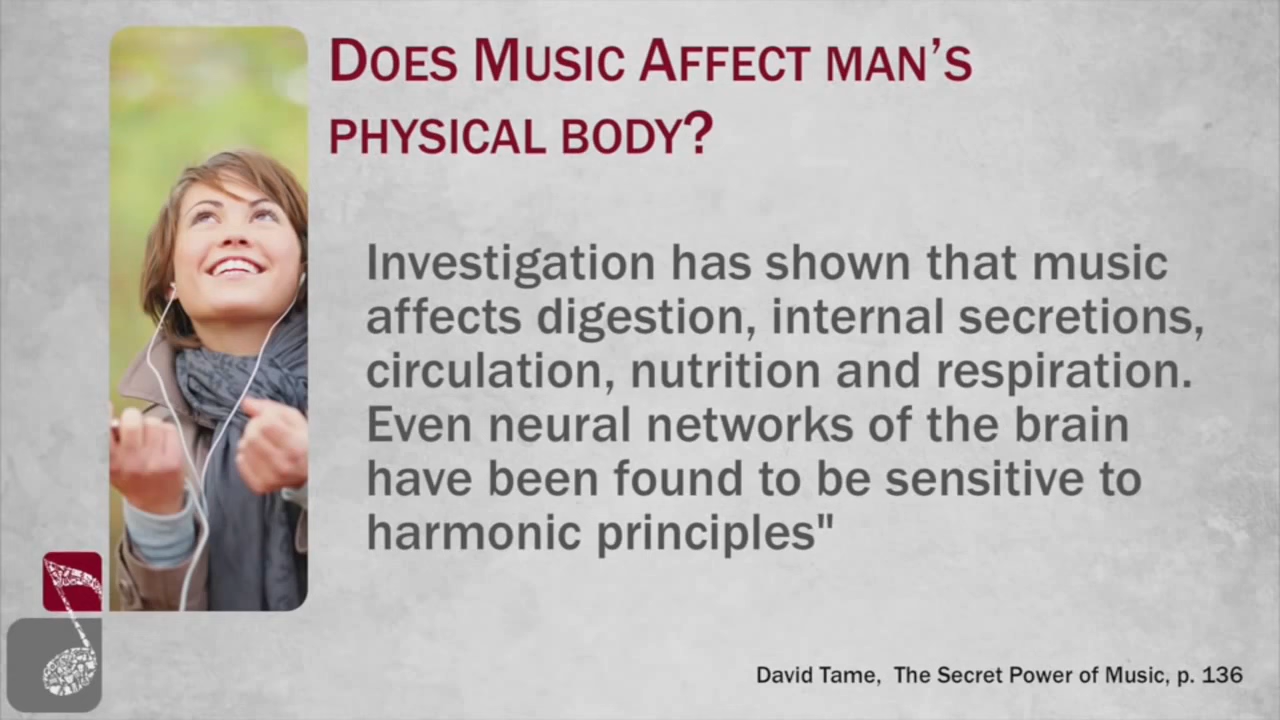 DOES MUSIC AFFECT MAN'S
PHYSICAL BODY?
Investigation has shown that music
affects digestion, internal secretions,
circulation, nutrition and respiration.
Even neural networks of the brain
have been found to be sensitive to
harmonic principles"
David Tame,  The Secret Power of Music, p. 136